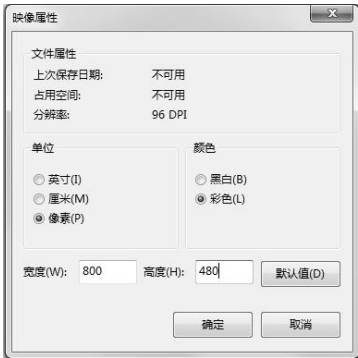 映像属性
文件属性
上次保存日期: 不可用
占用空间: 不可用
分辨率: 96 DPI
单位
颜色
英寸(I)
厘米(M)
像素(P)
黑白(B)
彩色(L)
宽度(W): 800 高度(H): 480 默认值(D)
确定 取消